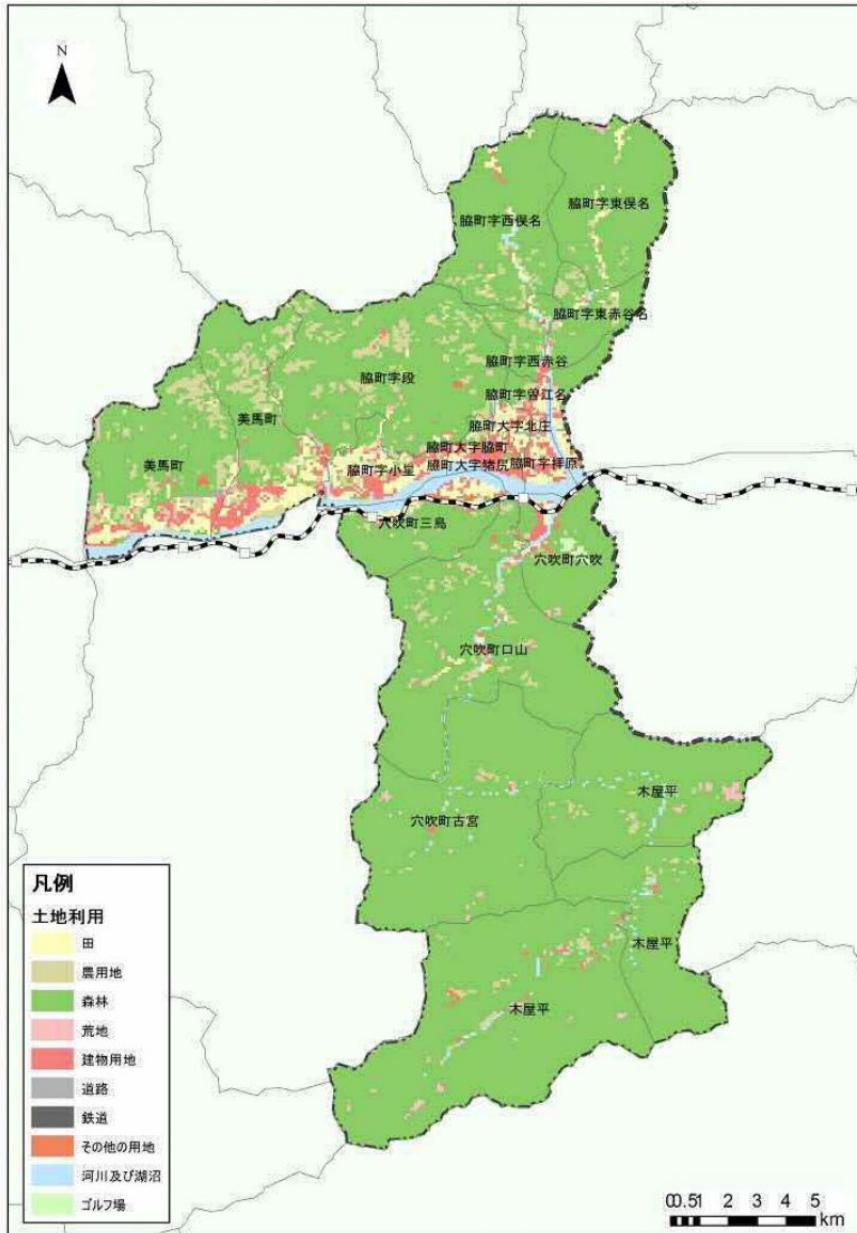 N
脇町字西俣名
脇町字東俣名
脇町字東赤谷名
脇町字西赤谷
脇町字段
脇町字曽江名
美馬町
脇町大字北庄
脇町大字脇町
美馬町
脇町字小星
脇町大字猪尻
脇町字拝原
穴吹町三島
穴吹町穴吹
穴吹町口山
木屋平
穴吹町古宮
木屋平
木屋平
凡例
土地利用
田
農用地
森林
荒地
建物用地
道路
鉄道
その他の用地
河川及び湖沼
ゴルフ場
00.51 2 3 4 5
km